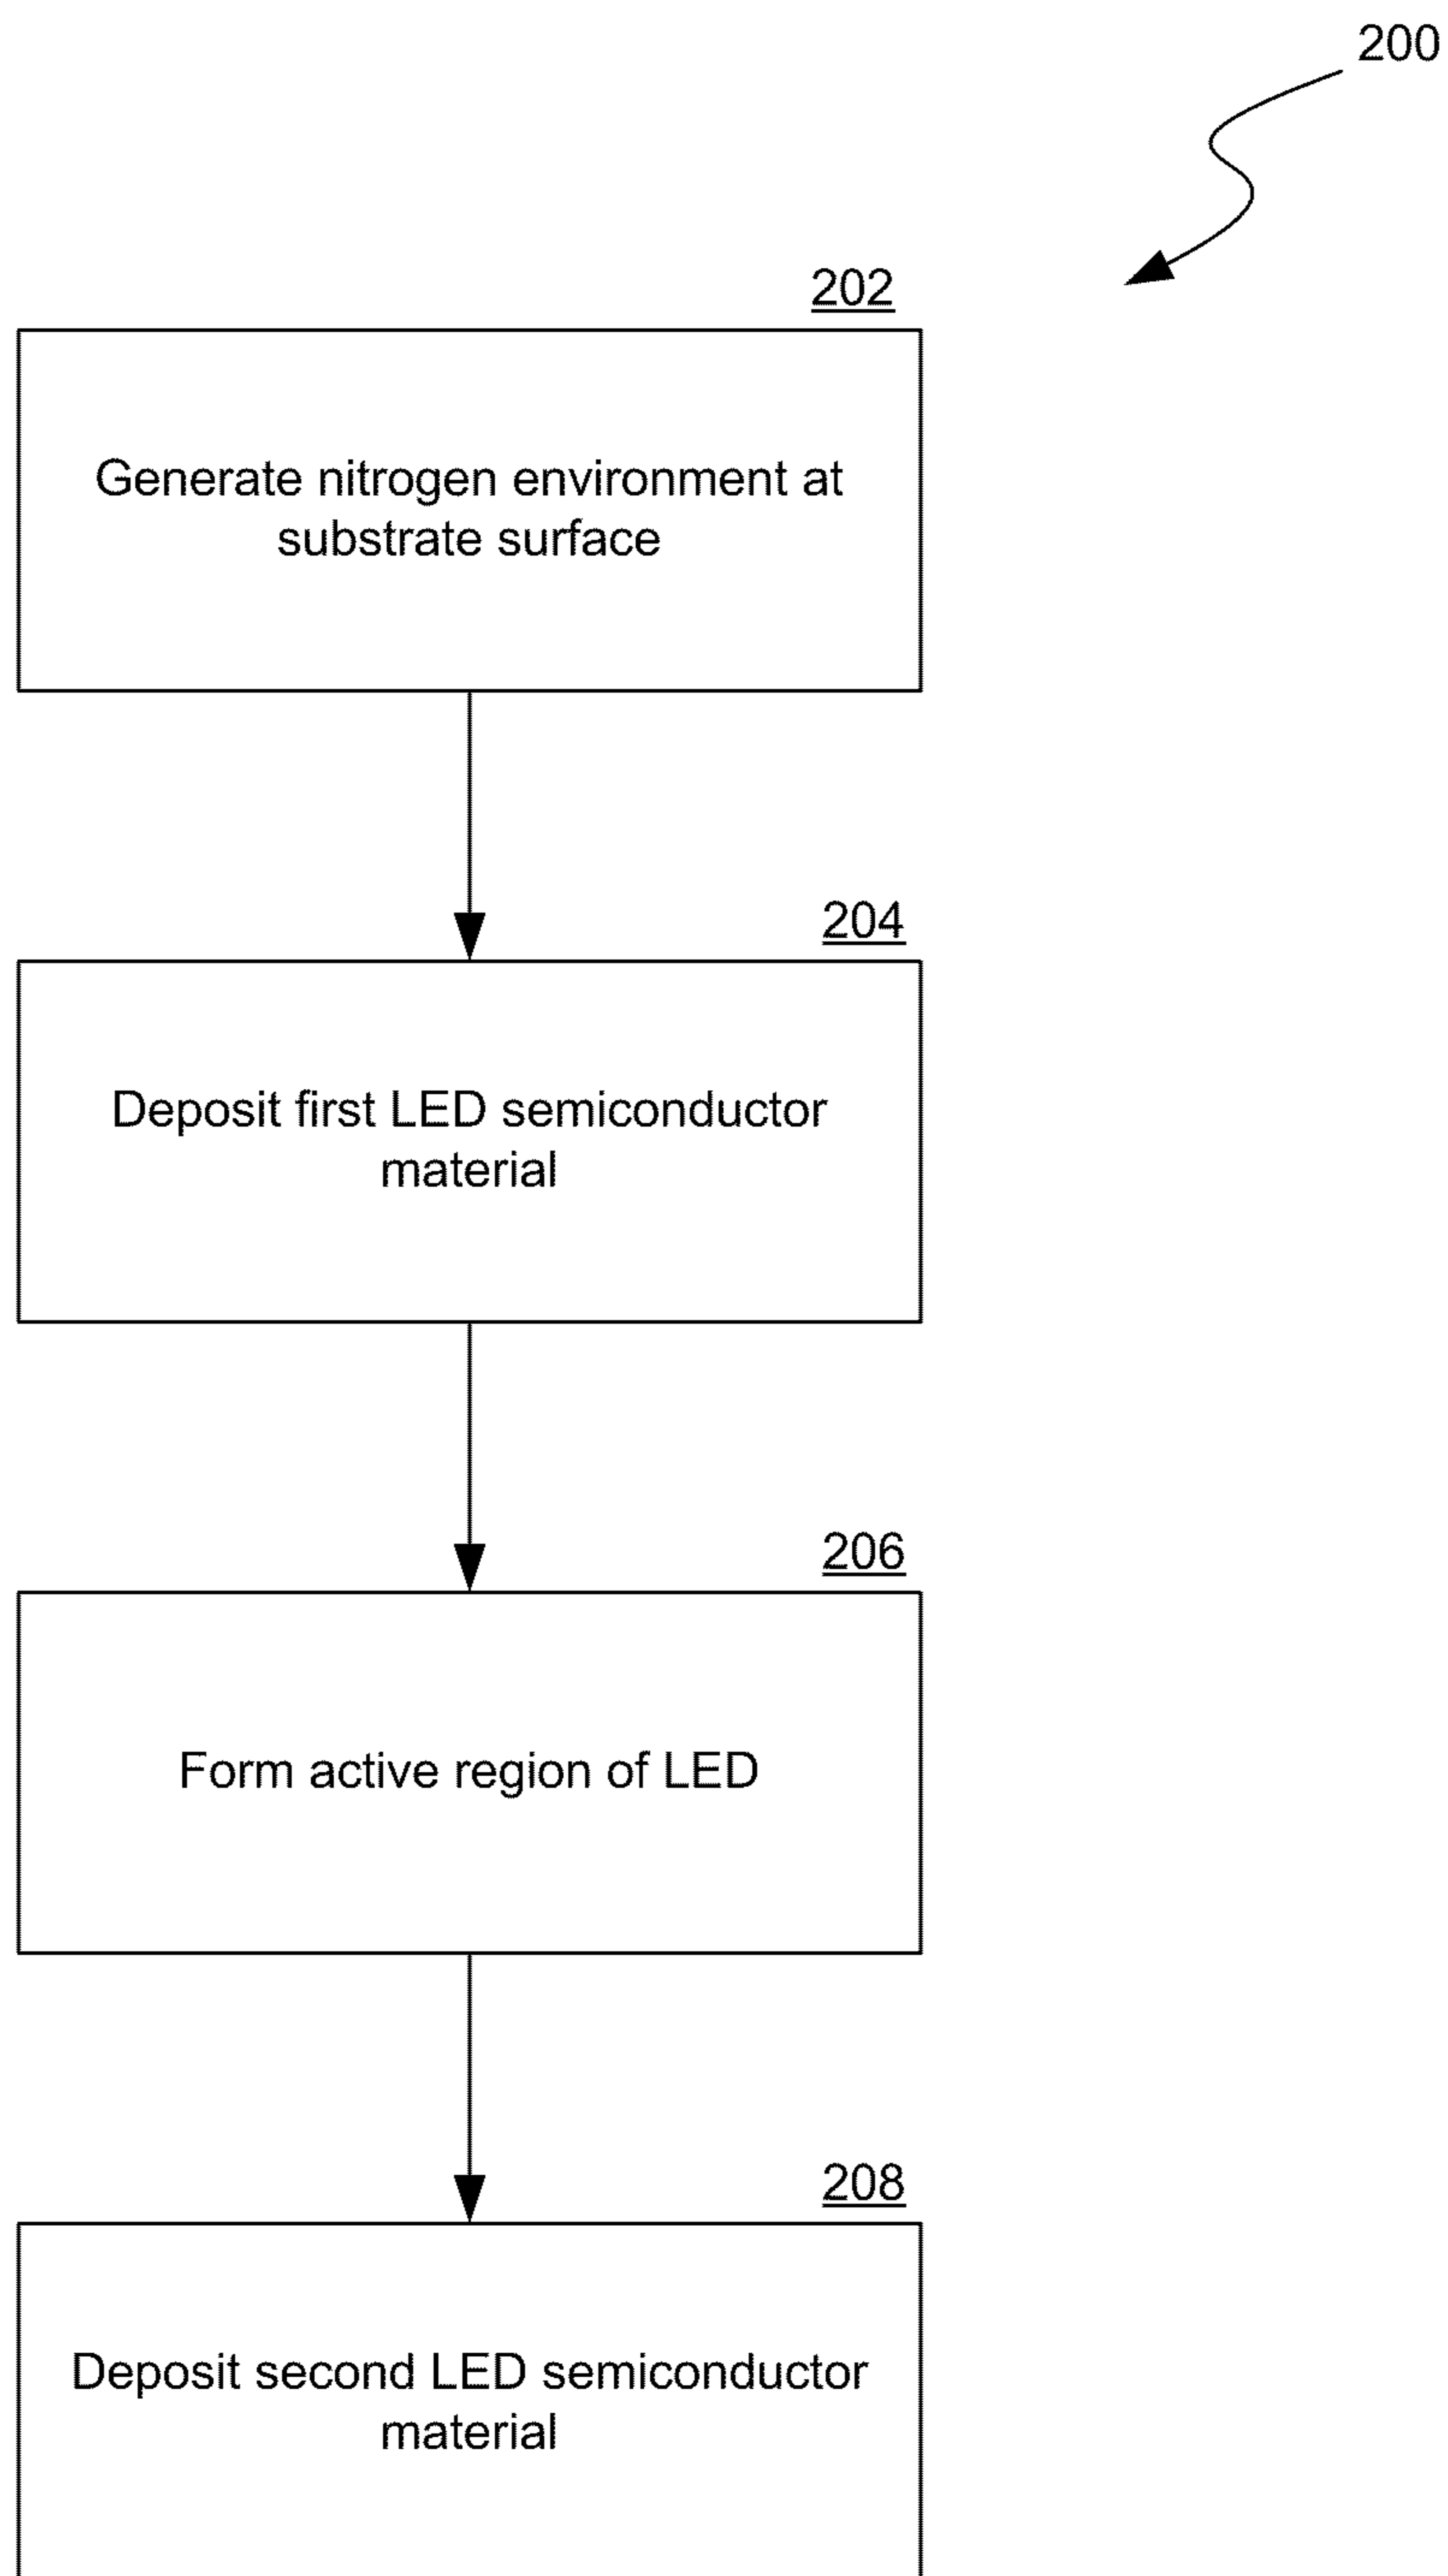 200
202
Generate nitrogen environment at
substrate surface
204
Deposit first LED semiconductor
material
206
Form active region of LED
208
Deposit second LED semiconductor
material